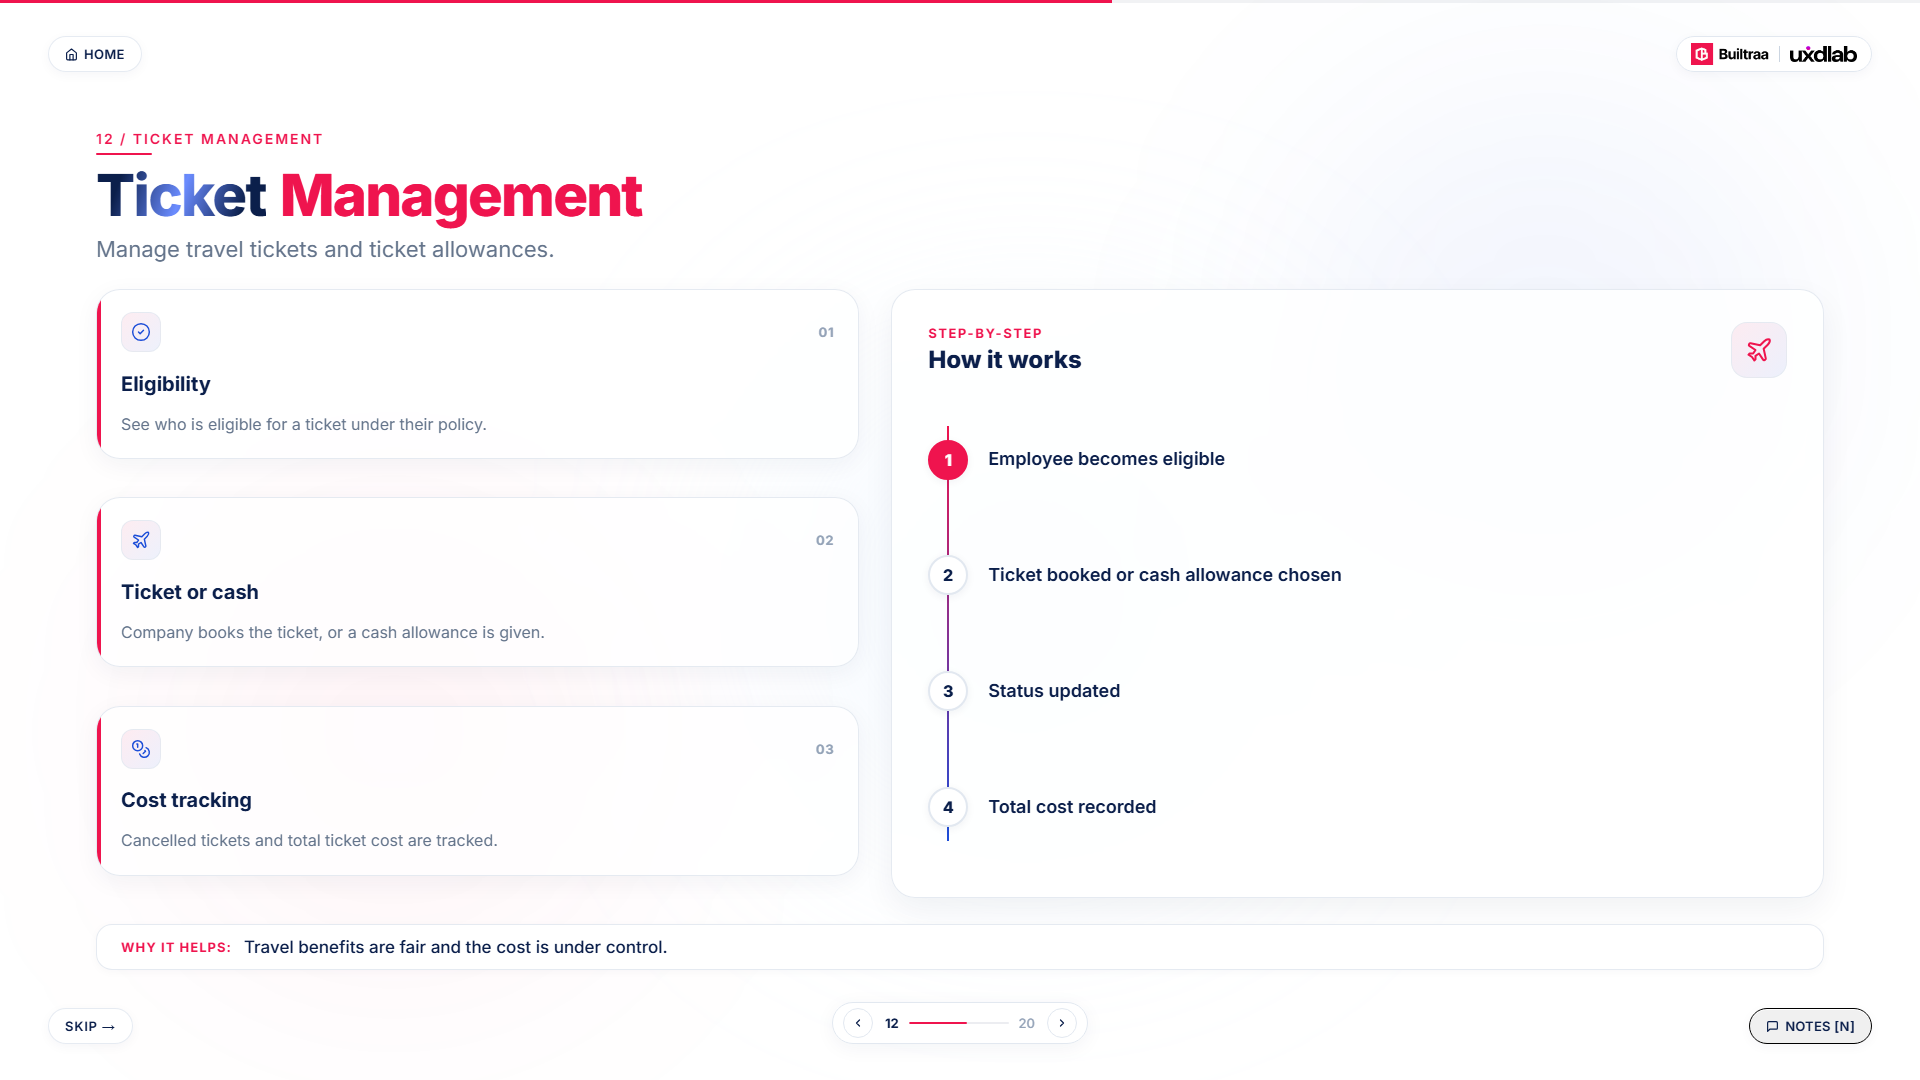 HOME
Builtraa
uxdlab
12 / TICKET MANAGEMENT
Ticket Management
Manage travel tickets and ticket allowances.
01
Eligibility
See who is eligible for a ticket under their policy.
02
Ticket or cash
Company books the ticket, or a cash allowance is given.
03
Cost tracking
Cancelled tickets and total ticket cost are tracked.
STEP-BY-STEP
How it works
1
Employee becomes eligible
2
Ticket booked or cash allowance chosen
3
Status updated
4
Total cost recorded
WHY IT HELPS: Travel benefits are fair and the cost is under control.
SKIP →
12
20
NOTES [N]